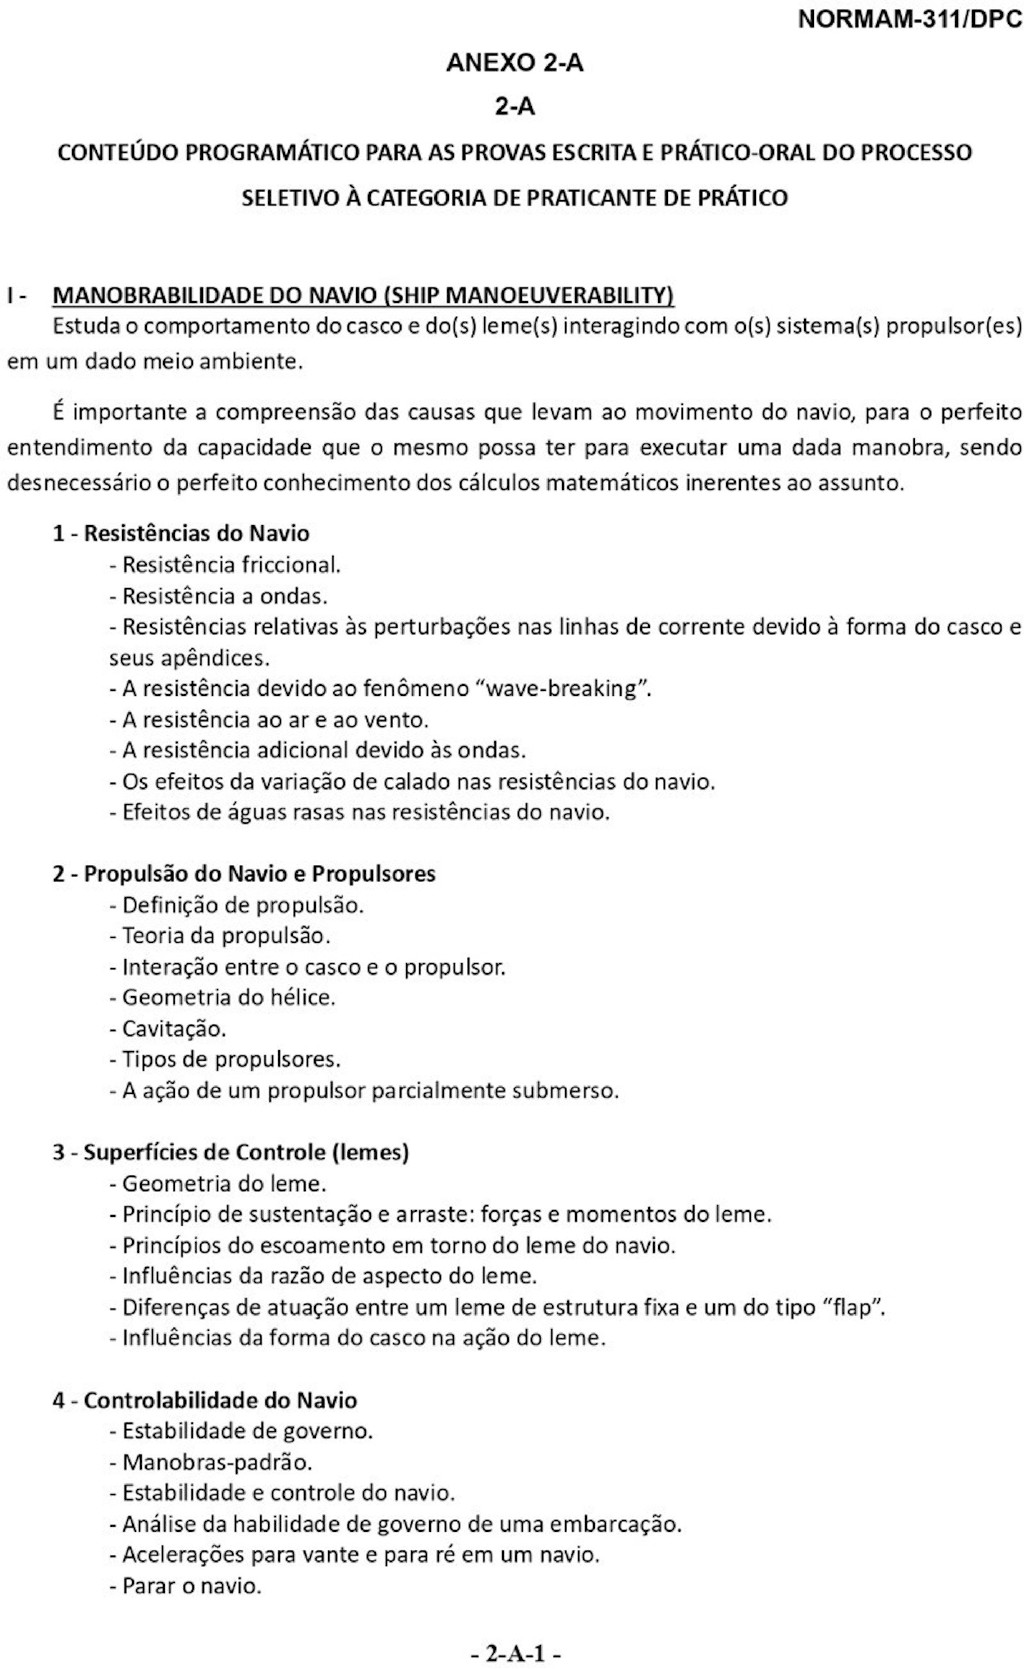 NORMAM-311/DPC
ANEXO 2-A
2-A
CONTEÚDO PROGRAMÁTICO PARA AS PROVAS ESCRITA E PRÁTICO-ORAL DO PROCESSO
SELETIVO À CATEGORIA DE PRATICANTE DE PRÁTICO
I - MANOBRABILIDADE DO NAVIO (SHIP MANOEUVERABILITY)
Estuda o comportamento do casco e do(s) leme(s) interagindo com o(s) sistema(s) propulsor(es)
em um dado meio ambiente.
É importante a compreensão das causas que levam ao movimento do navio, para o perfeito
entendimento da capacidade que o mesmo possa ter para executar uma dada manobra, sendo
desnecessário o perfeito conhecimento dos cálculos matemáticos inerentes ao assunto.
1 - Resistências do Navio
- Resistência friccional.
- Resistência a ondas.
- Resistências relativas às perturbações nas linhas de corrente devido à forma do casco e
seus apêndices.
- A resistência devido ao fenômeno “wave-breaking”.
- A resistência ao ar e ao vento.
- A resistência adicional devido às ondas.
- Os efeitos da variação de calado nas resistências do navio.
- Efeitos de águas rasas nas resistências do navio.
2 - Propulsão do Navio e Propulsores
- Definição de propulsão.
- Teoria da propulsão.
- Interação entre o casco e o propulsor.
- Geometria do hélice.
- Cavitação.
- Tipos de propulsores.
- A ação de um propulsor parcialmente submerso.
3 - Superfícies de Controle (lemes)
- Geometria do leme.
- Princípio de sustentação e arraste: forças e momentos do leme.
- Princípios do escoamento em torno do leme do navio.
- Influências da razão de aspecto do leme.
- Diferenças de atuação entre um leme de estrutura fixa e um do tipo “flap”.
- Influências da forma do casco na ação do leme.
4 - Controlabilidade do Navio
- Estabilidade de governo.
- Manobras-padrão.
- Estabilidade e controle do navio.
- Análise da habilidade de governo de uma embarcação.
- Acelerações para vante e para ré em um navio.
- Parar o navio.
- 2-A-1 -